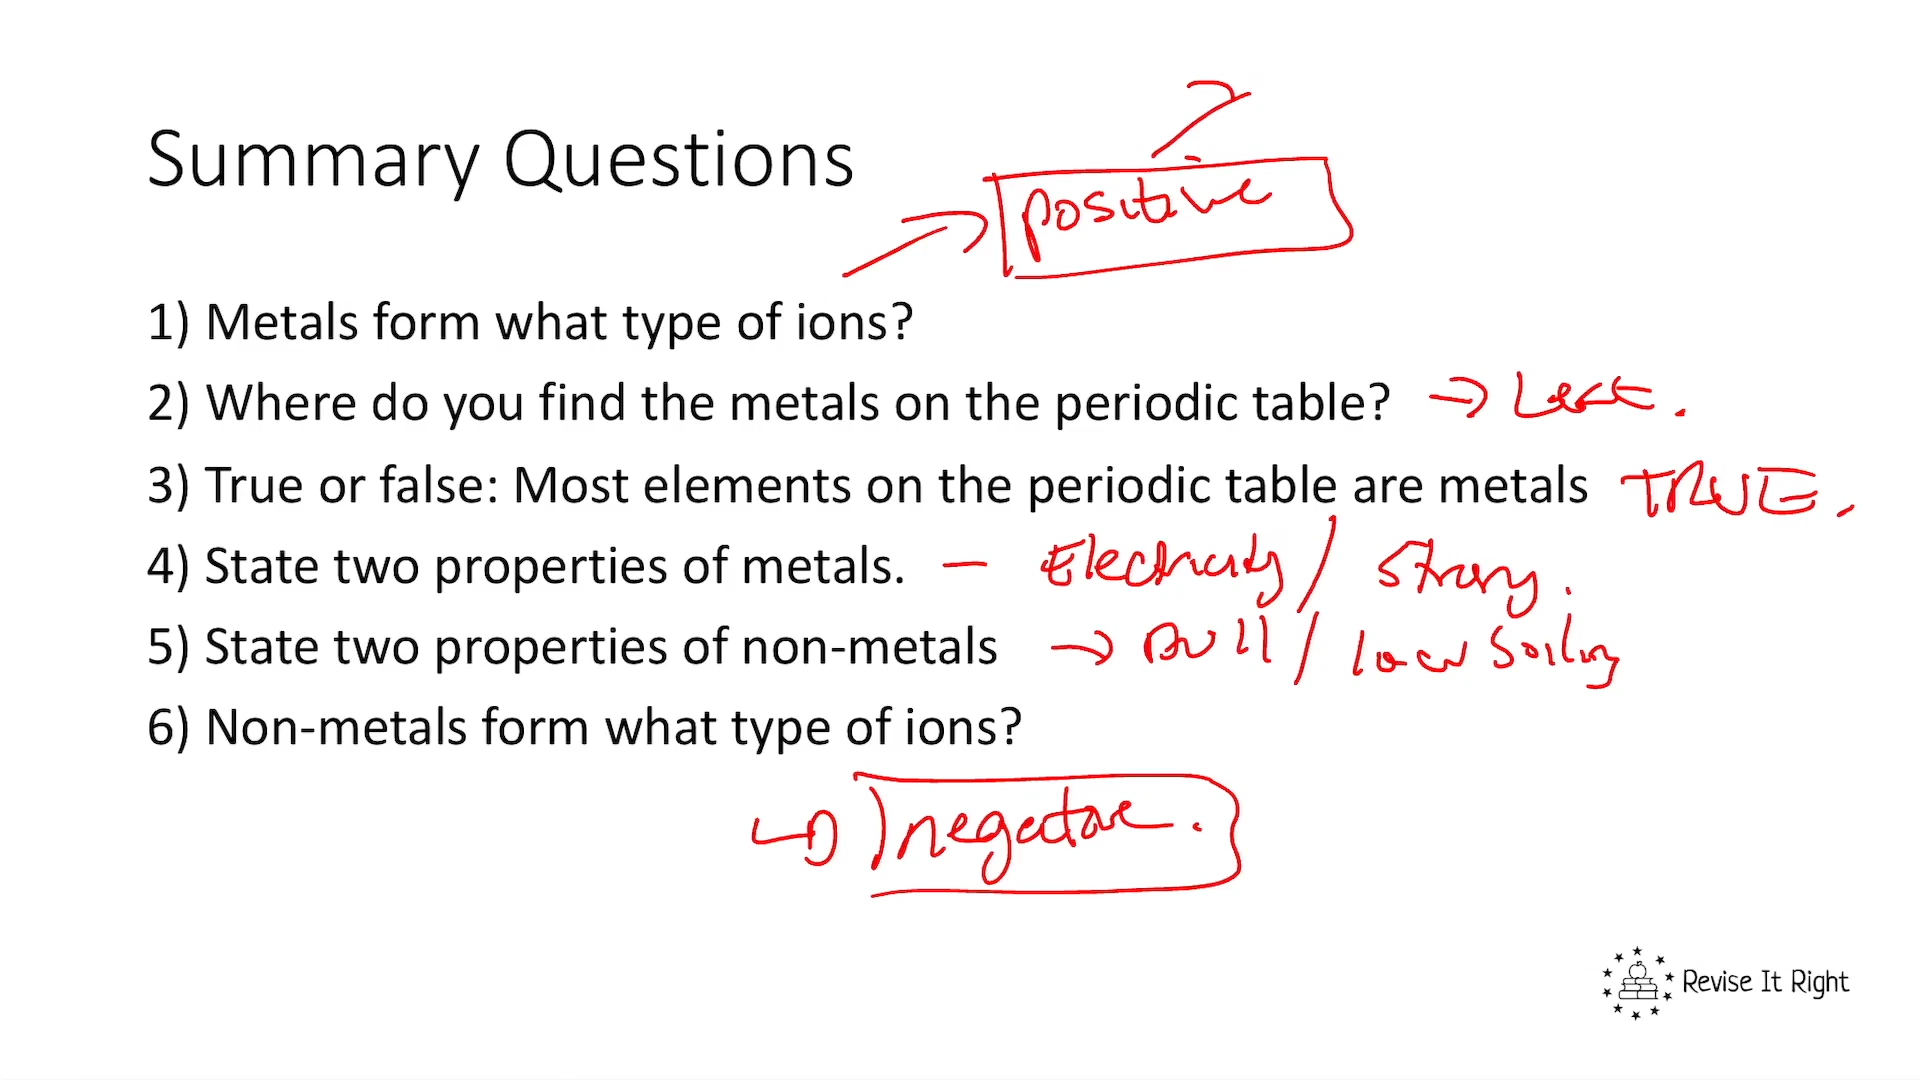 Summary Questions
positive
1) Metals form what type of ions?
2) Where do you find the metals on the periodic table? → Left.
3) True or false: Most elements on the periodic table are metals TRUE.
4) State two properties of metals. – Electricity / Strong.
5) State two properties of non-metals → Dull / low boiling
6) Non-metals form what type of ions?
negative.
Revise It Right